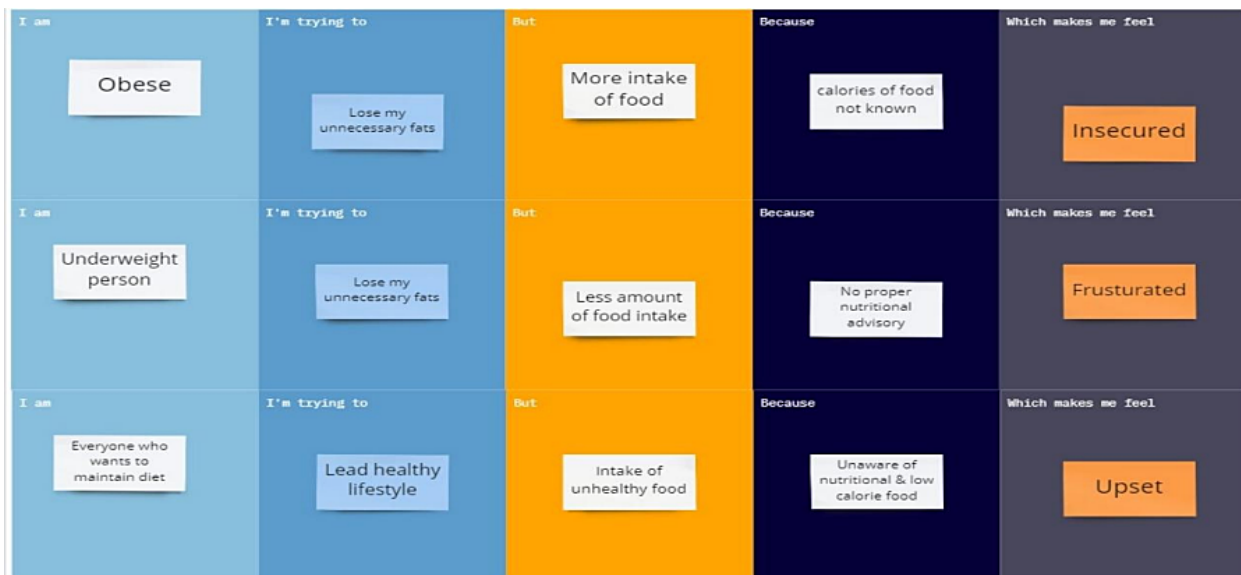 I am
Obese
I'm trying to
Lose my
unnecessary fats
But
More intake
of food
Because
calories of food
not known
Which makes me feel
Insecured
I am
Underweight
person
I'm trying to
Lose my
unnecessary fats
But
Less amount
of food intake
Because
No proper
nutritional
advisory
Which makes me feel
Frusturated
I am
Everyone who
wants to
maintain diet
I'm trying to
Lead healthy
lifestyle
But
Intake of
unhealthy food
Because
Unaware of
nutritional & low
calorie food
Which makes me feel
Upset